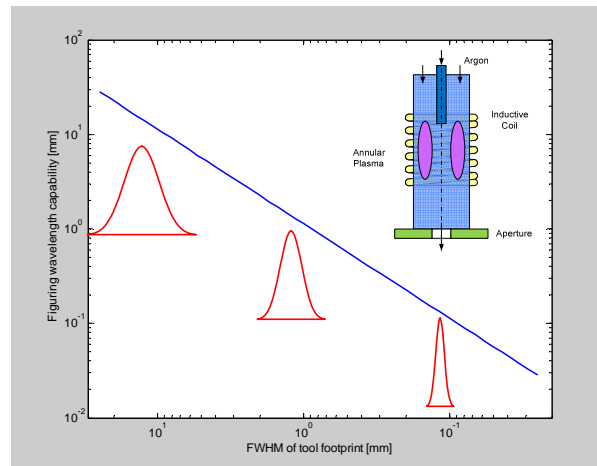 10^2
10^1
10^0
10^-1
10^-2
Figuring wavelength capability [mm]
10^1
10^0
10^-1
FWHM of tool footprint [mm]
Argon
Inductive
Coil
Annular
Plasma
Aperture